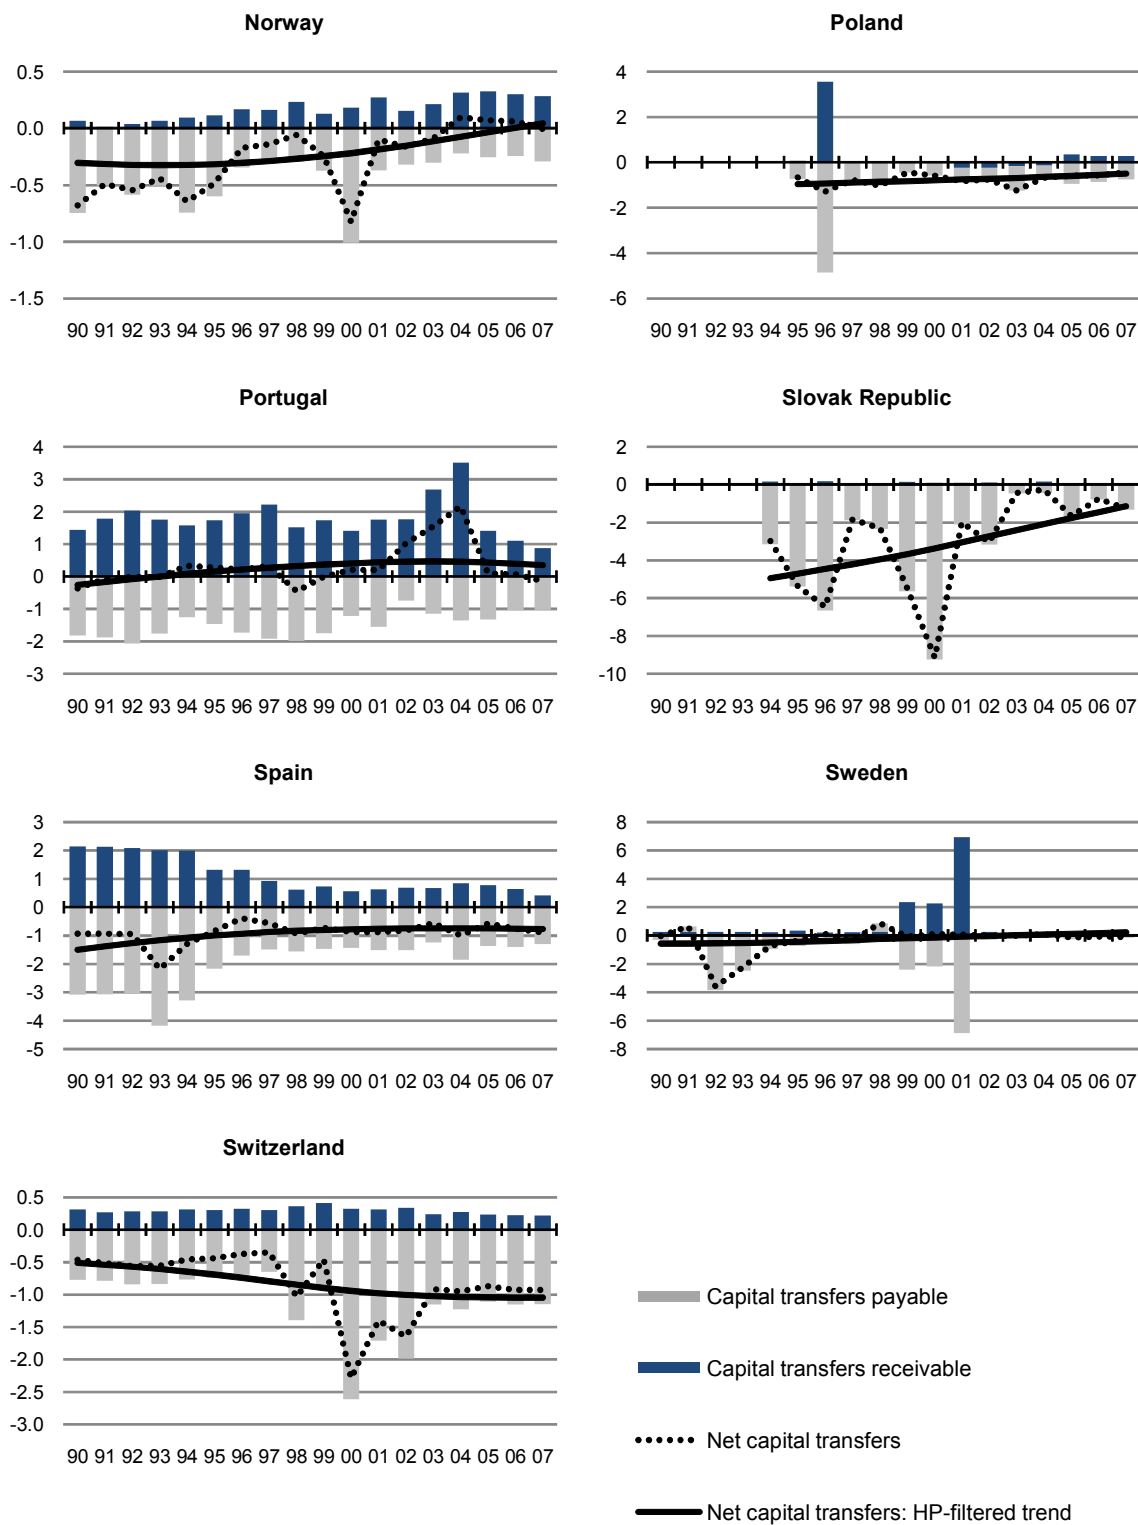 Norway
0.5
0.0
-0.5
-1.0
-1.5
90 91 92 93 94 95 96 97 98 99 00 01 02 03 04 05 06 07
Poland
4
2
0
-2
-4
-6
90 91 92 93 94 95 96 97 98 99 00 01 02 03 04 05 06 07
Portugal
4
3
2
1
0
-1
-2
-3
90 91 92 93 94 95 96 97 98 99 00 01 02 03 04 05 06 07
Slovak Republic
2
0
-2
-4
-6
-8
-10
90 91 92 93 94 95 96 97 98 99 00 01 02 03 04 05 06 07
Spain
3
2
1
0
-1
-2
-3
-4
-5
90 91 92 93 94 95 96 97 98 99 00 01 02 03 04 05 06 07
Sweden
8
6
4
2
0
-2
-4
-6
-8
90 91 92 93 94 95 96 97 98 99 00 01 02 03 04 05 06 07
Switzerland
0.5
0.0
-0.5
-1.0
-1.5
-2.0
-2.5
-3.0
90 91 92 93 94 95 96 97 98 99 00 01 02 03 04 05 06 07
Capital transfers payable
Capital transfers receivable
Net capital transfers
Net capital transfers: HP-filtered trend